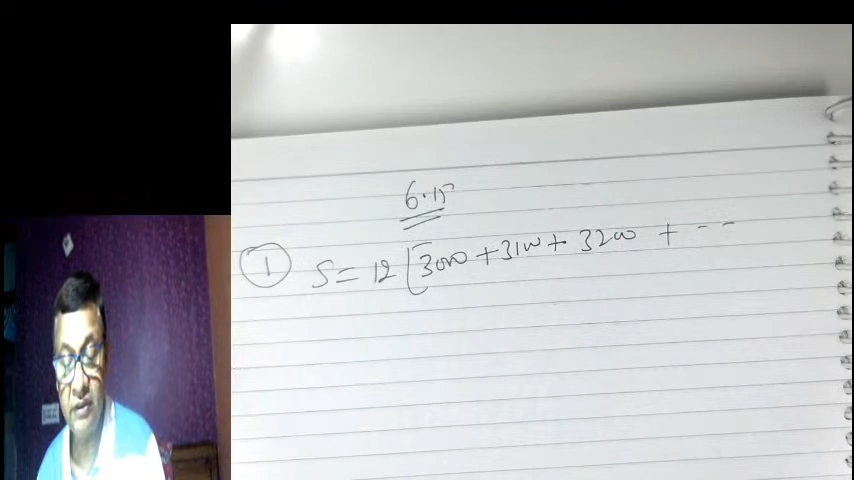 6.15
① S = 12 [3000 + 3100 + 3200 + - -